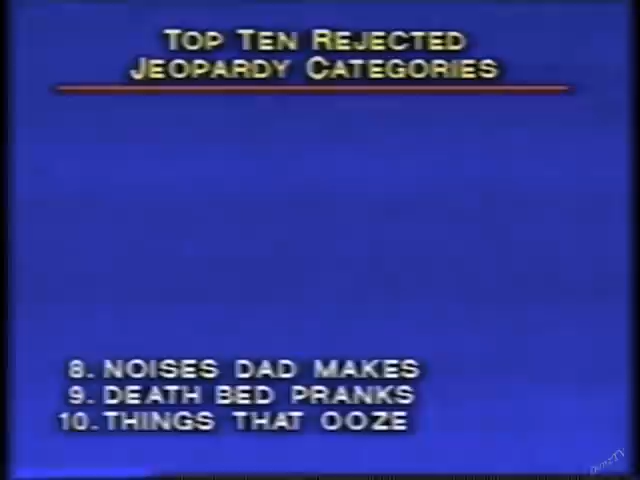 TOP TEN REJECTED
JEOPARDY CATEGORIES
8. NOISES DAD MAKES
9. DEATH BED PRANKS
10. THINGS THAT OOZE